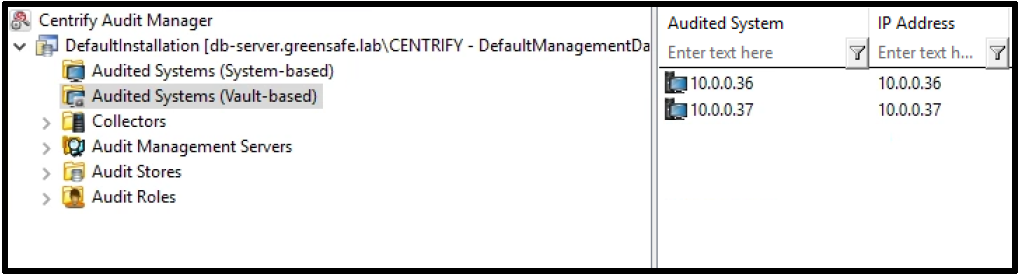 Centrify Audit Manager
DefaultInstallation [db-server.greensafe.lab\CENTRIFY - DefaultManagementDa
Audited Systems (System-based)
Audited Systems (Vault-based)
Collectors
Audit Management Servers
Audit Stores
Audit Roles
Audited System IP Address
Enter text here Enter text h...
10.0.0.36 10.0.0.36
10.0.0.37 10.0.0.37